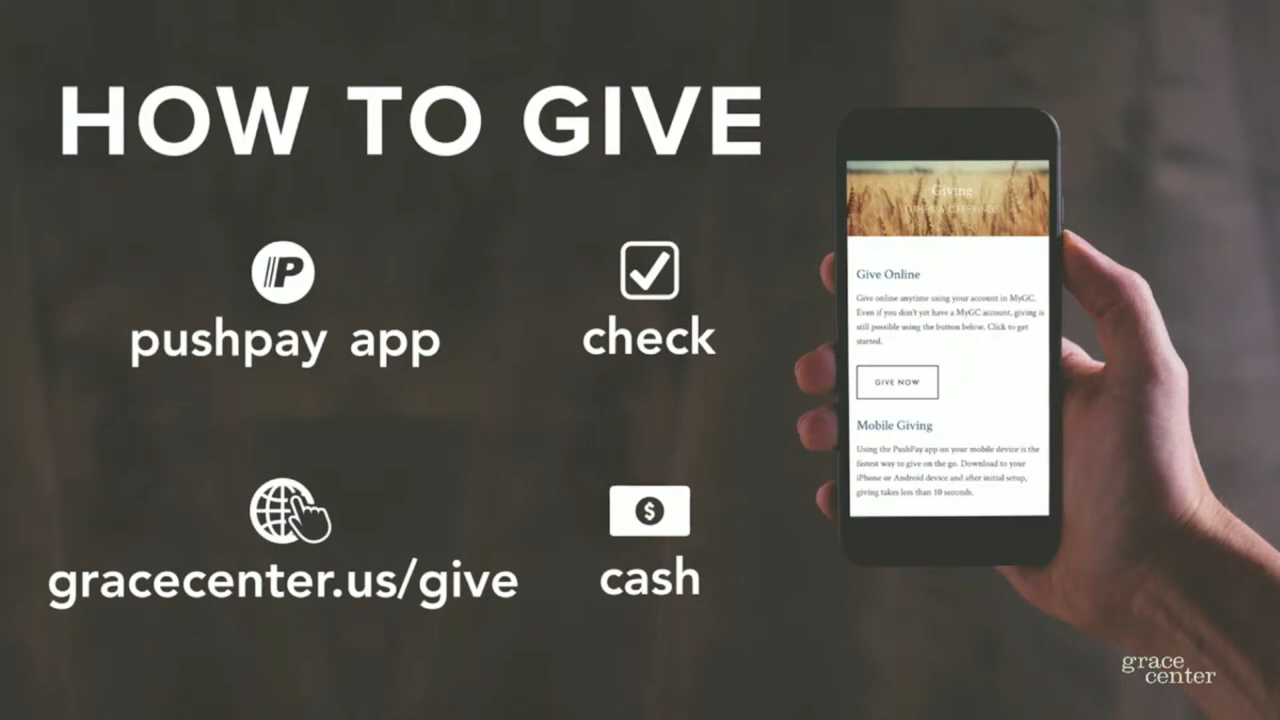 HOW TO GIVE
pushpay app
check
gracecenter.us/give
cash
Giving
Give Online
Give online anytime using your account in MyGC.
Even if you don't yet have a MyGC account, giving is
still possible using the button below. Click to get
started.
GIVE NOW
Mobile Giving
Using the PushPay app on your mobile device is the
fastest way to give on the go. Download to your
iPhone or Android device and after initial setup,
giving takes less than 10 seconds.
grace
center